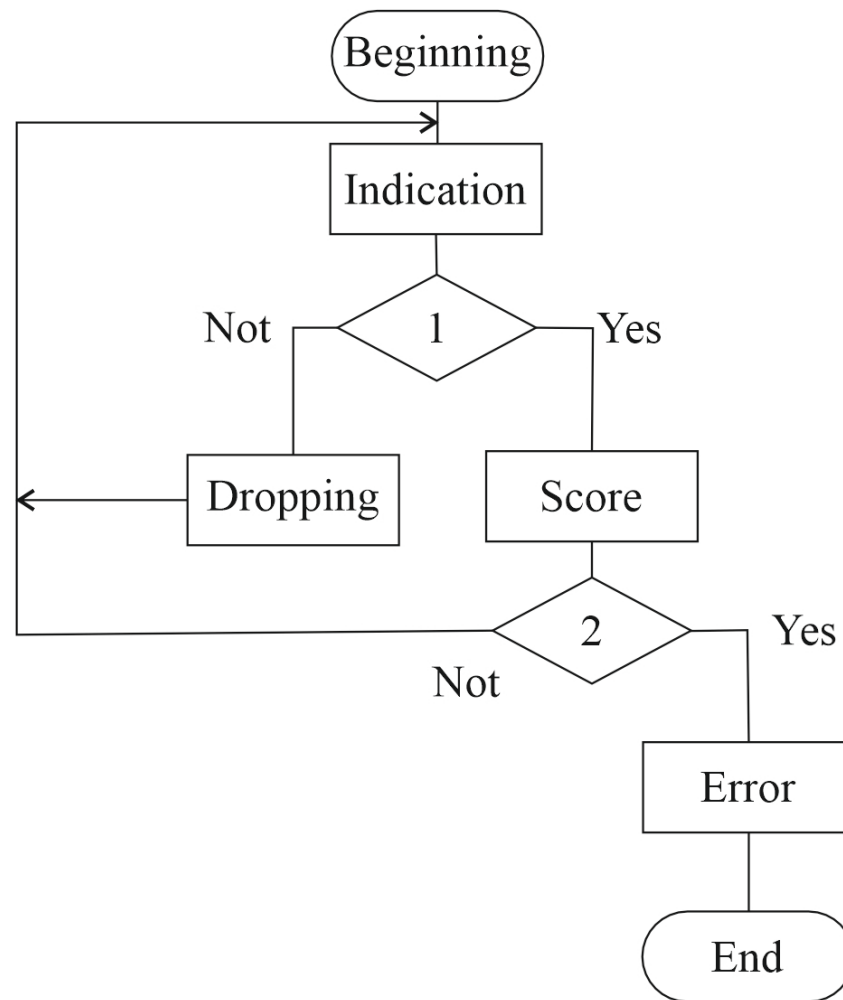 Beginning
Indication
Not
1
Yes
Dropping
Score
2
Yes
Not
Error
End